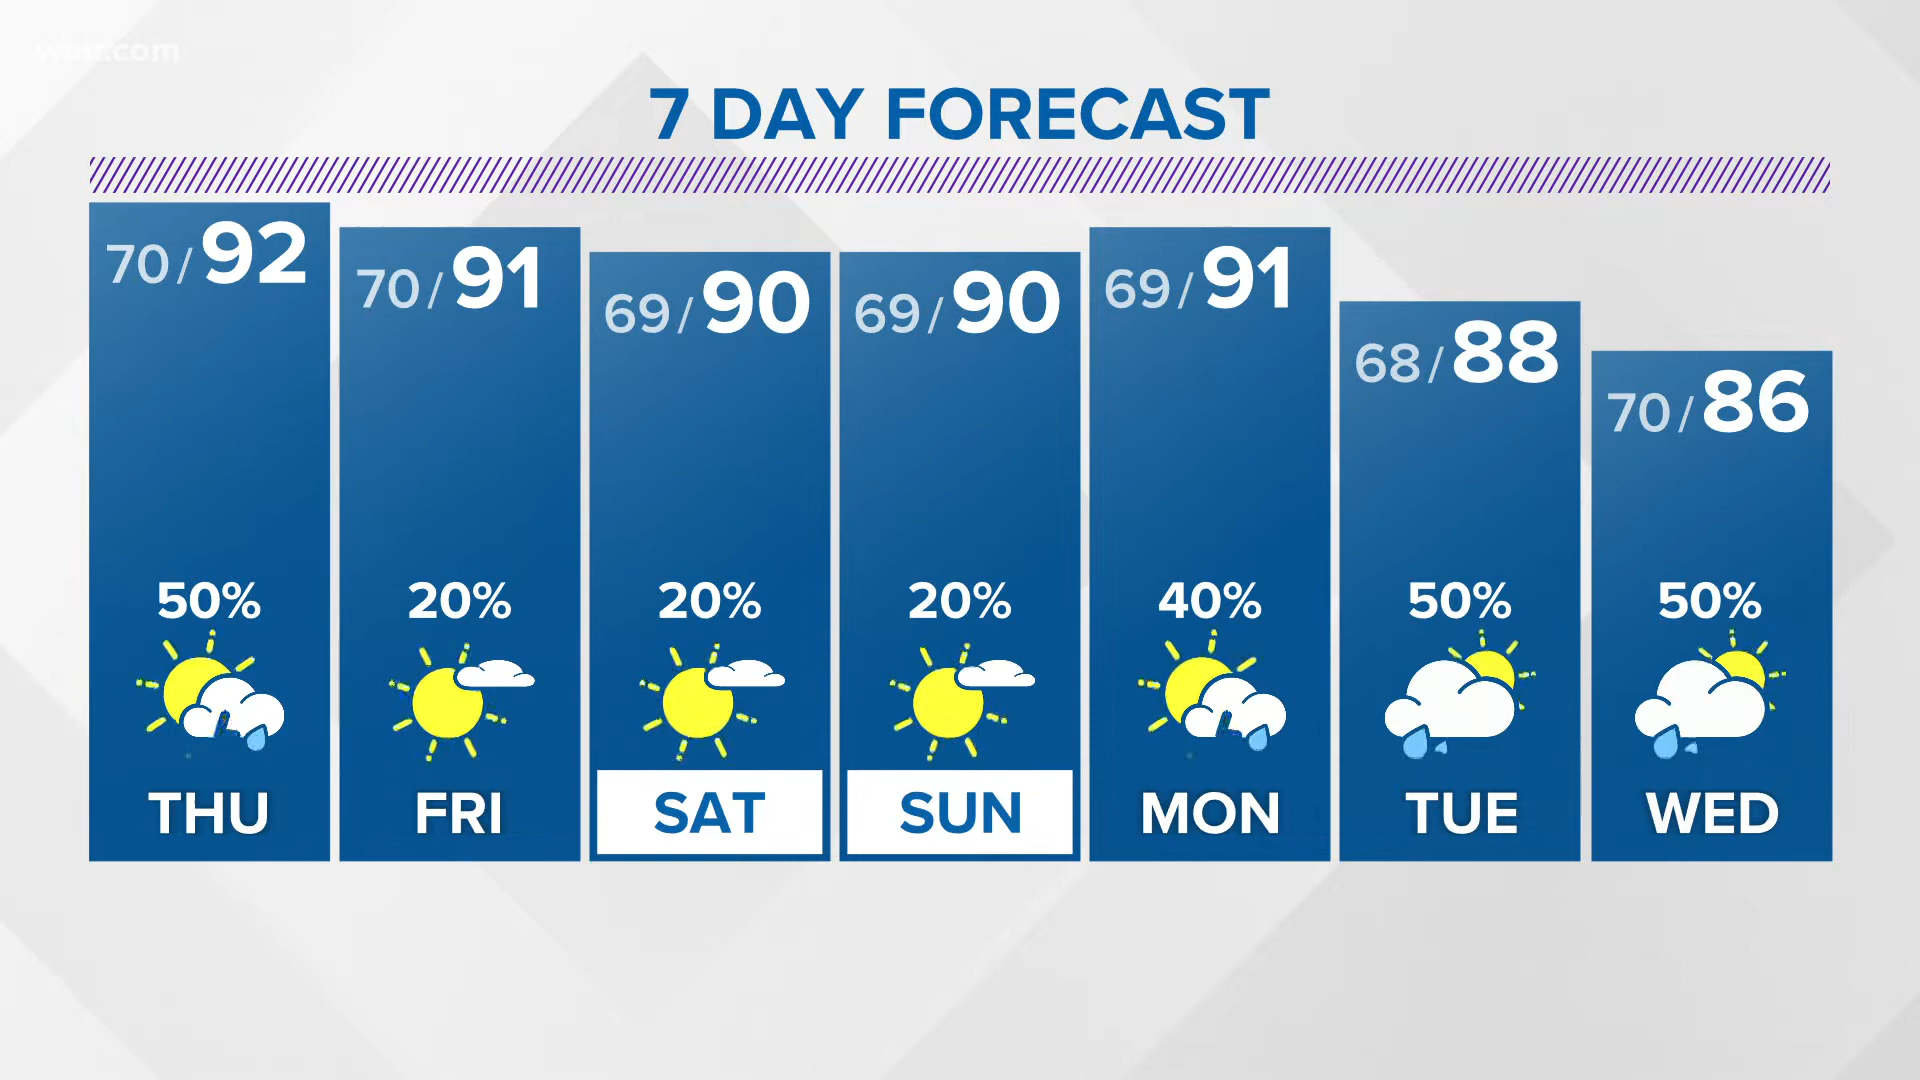 7 DAY FORECAST
70/92
70/91
69/90
69/90
69/91
68/88
70/86
50%
20%
20%
20%
40%
50%
50%
THU
FRI
SAT
SUN
MON
TUE
WED